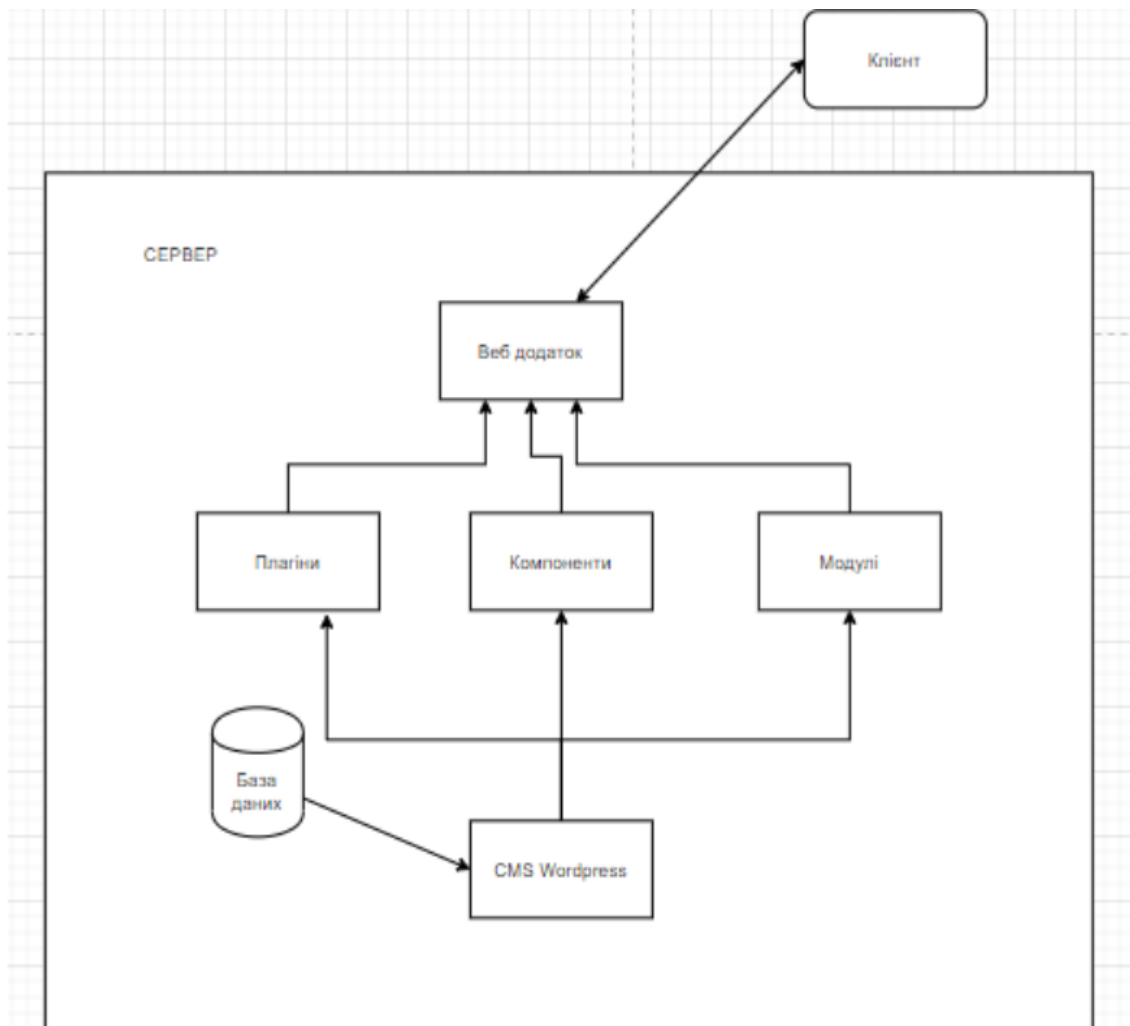 Клієнт
СЕРВЕР
Веб додаток
Плагіни
Компоненти
Модулі
База
даних
CMS Wordpress